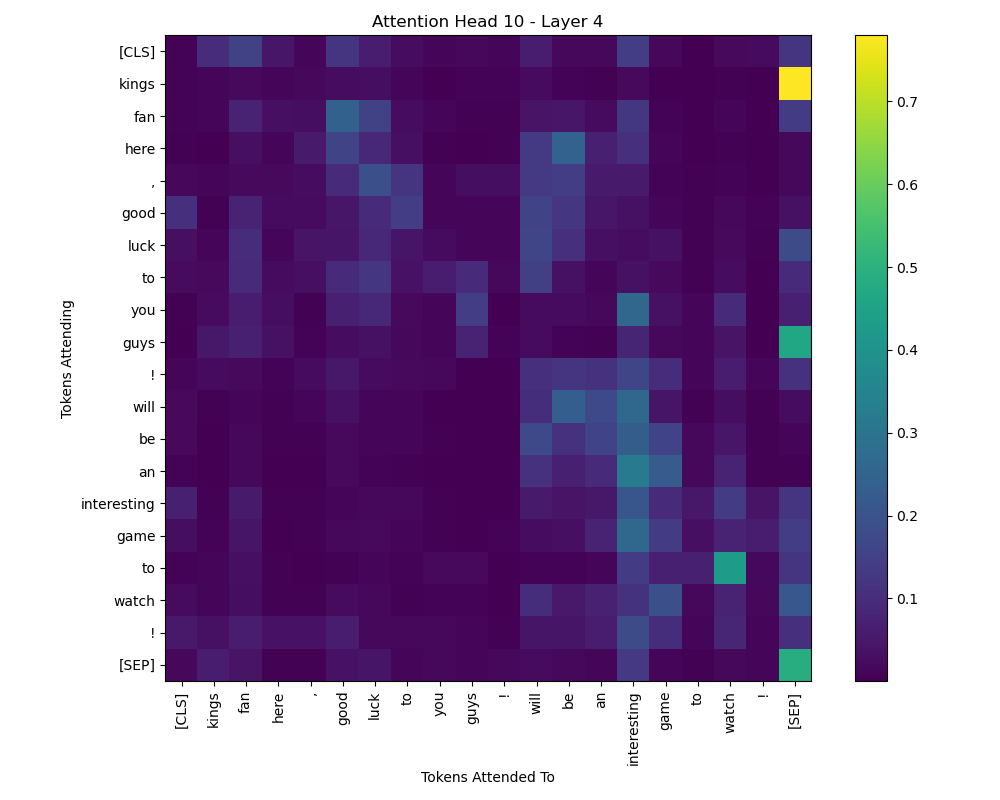 Attention Head 10 - Layer 4
Tokens Attending
[CLS]
kings
fan
here
,
good
luck
to
you
guys
!
will
be
an
interesting
game
to
watch
!
[SEP]
[CLS]
kings
fan
here
,
good
luck
to
you
guys
!
will
be
an
interesting
game
to
watch
!
[SEP]
Tokens Attended To
0.7
0.6
0.5
0.4
0.3
0.2
0.1